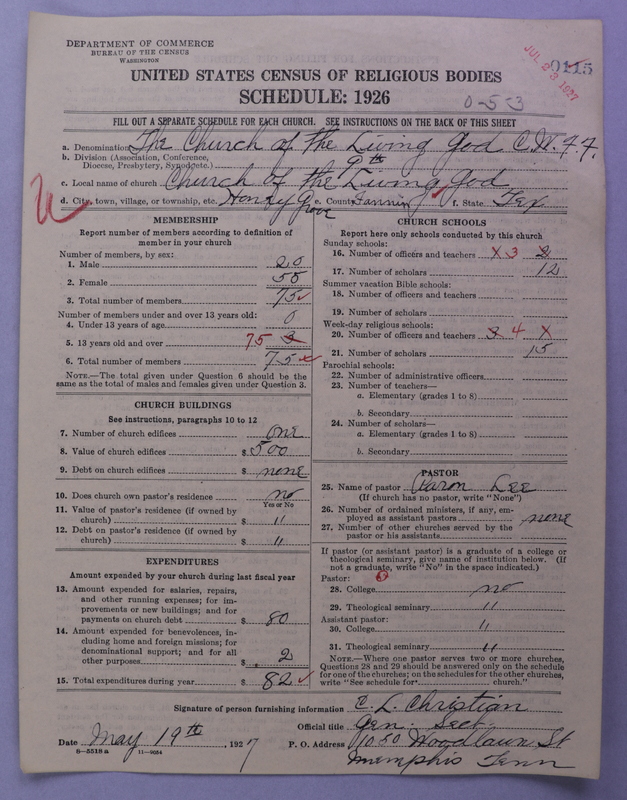 DEPARTMENT OF COMMERCE
BUREAU OF THE CENSUS
WASHINGTON
JUL 23 1927
0115
UNITED STATES CENSUS OF RELIGIOUS BODIES
SCHEDULE: 1926
0-5-3
FILL OUT A SEPARATE SCHEDULE FOR EACH CHURCH. SEE INSTRUCTIONS ON THE BACK OF THIS SHEET
a. Denomination The Church of the Living God C.W.F.F.
b. Division (Association, Conference,
Diocese, Presbytery, Synod, etc.) 9th
c. Local name of church Church of the Living God
d. City, town, village, or township, etc. Honey Grove e. County Fannin f. State Tex
MEMBERSHIP
Report number of members according to definition of
member in your church
Number of members, by sex:
1. Male 20
2. Female 55
3. Total number of members 75
Number of members under and over 13 years old:
4. Under 13 years of age 0
5. 13 years old and over 75
6. Total number of members 75
NOTE.—The total given under Question 6 should be the
same as the total of males and females given under Question 3.
CHURCH BUILDINGS
See instructions, paragraphs 10 to 12
7. Number of church edifices one
8. Value of church edifices $ 500
9. Debt on church edifices $ none
10. Does church own pastor's residence no
Yes or No
11. Value of pastor's residence (if owned by
church) $ "
12. Debt on pastor's residence (if owned by
church) $ "
EXPENDITURES
Amount expended by your church during last fiscal year
13. Amount expended for salaries, repairs,
and other running expenses; for im-
provements or new buildings; and for
payments on church debt $ 80
14. Amount expended for benevolences, in-
cluding home and foreign missions; for
denominational support; and for all
other purposes $ 2
15. Total expenditures during year $ 82
CHURCH SCHOOLS
Report here only schools conducted by this church
Sunday schools:
16. Number of officers and teachers X 3 2
17. Number of scholars 12
Summer vacation Bible schools:
18. Number of officers and teachers
19. Number of scholars
Week-day religious schools:
20. Number of officers and teachers 3 4 X
21. Number of scholars 15
Parochial schools:
22. Number of administrative officers
23. Number of teachers—
a. Elementary (grades 1 to 8)
b. Secondary
24. Number of scholars—
a. Elementary (grades 1 to 8)
b. Secondary
PASTOR
25. Name of pastor Aaron Lee
(If church has no pastor, write "None")
26. Number of ordained ministers, if any, em-
ployed as assistant pastors none
27. Number of other churches served by the
pastor or his assistants
If pastor (or assistant pastor) is a graduate of a college or
theological seminary, give name of institution below. (If
not a graduate, write "No" in the space indicated.)
Pastor:
28. College no
29. Theological seminary "
Assistant pastor:
30. College "
31. Theological seminary "
NOTE.—Where one pastor serves two or more churches,
Questions 28 and 29 should be answered only on the schedule
for one of the churches; on the schedules for the other churches,
write "See schedule for church."
Signature of person furnishing information C. L. Christian
Official title Gen. Sect.
Date May 19th, 1927 P. O. Address 1050 Woodlawn St
Memphis Tenn
8—5518 a 11—9054